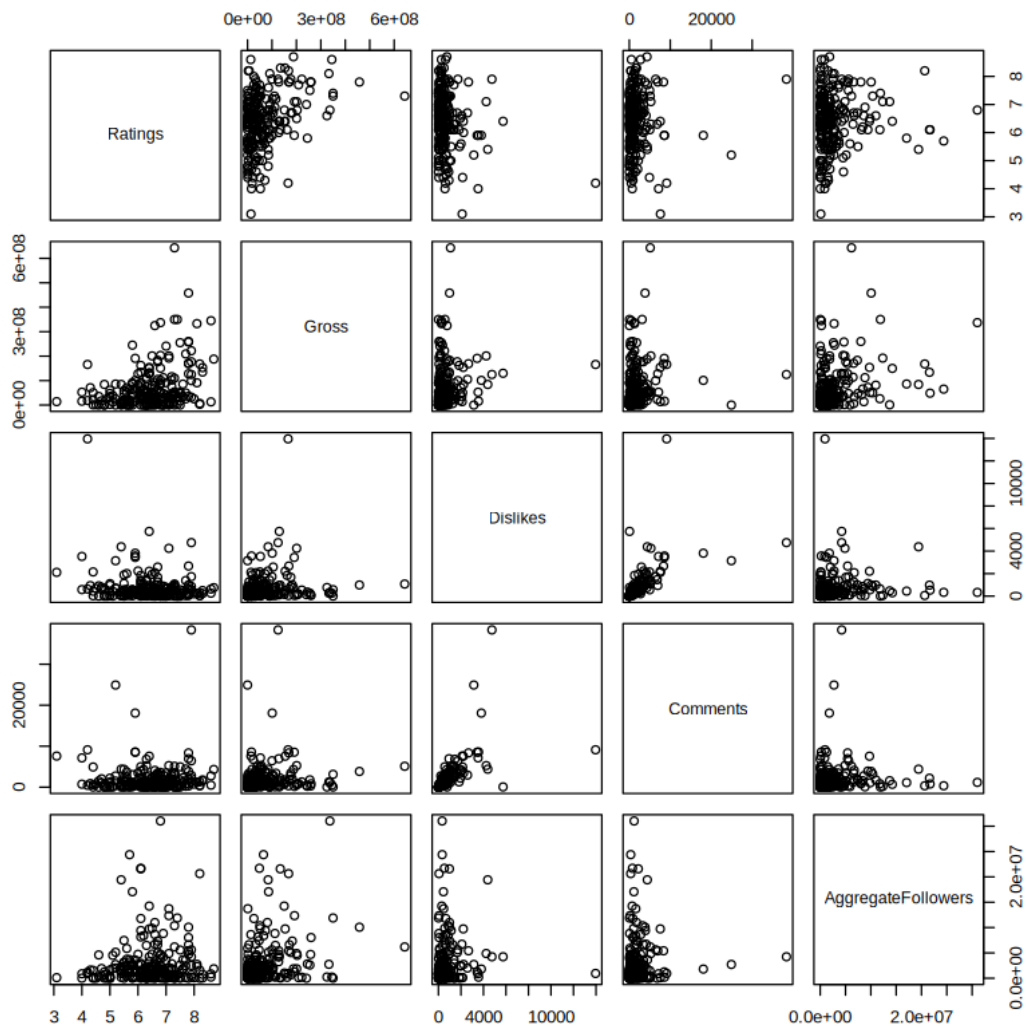 0e+00 3e+08 6e+08 0 20000
Ratings
3 4 5 6 7 8
0e+00 3e+08 6e+08
Gross
Dislikes
0 4000 10000
0 20000
Comments
AggregateFollowers
0.0e+00 2.0e+07
3 4 5 6 7 8 0 4000 10000 0.0e+00 2.0e+07